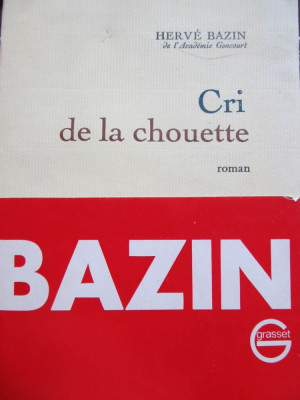 HERVÉ BAZIN
de l'Académie Goncourt
Cri
de la chouette
roman
BAZIN
grasset